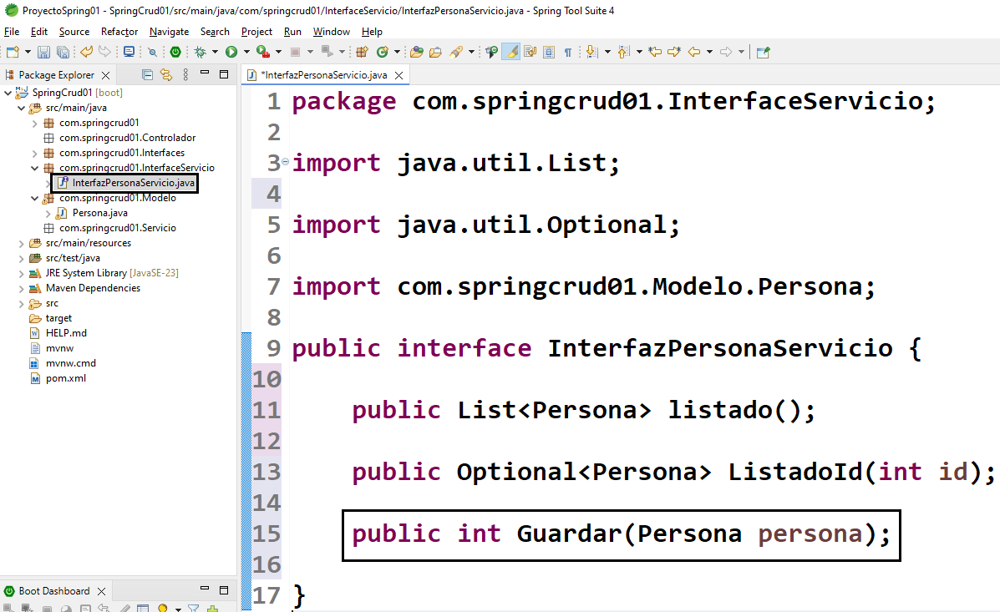 ProyectoSpring01 - SpringCrud01/src/main/java/com/springcrud01/InterfaceServicio/InterfazPersonaServicio.java - Spring Tool Suite 4
File Edit Source Refactor Navigate Search Project Run Window Help
Package Explorer
SpringCrud01 [boot]
src/main/java
com.springcrud01
com.springcrud01.Controlador
com.springcrud01.Interfaces
com.springcrud01.InterfaceServicio
InterfazPersonaServicio.java
com.springcrud01.Modelo
Persona.java
com.springcrud01.Servicio
src/main/resources
src/test/java
JRE System Library [JavaSE-23]
Maven Dependencies
src
target
HELP.md
mvnw
mvnw.cmd
pom.xml
Boot Dashboard
*InterfazPersonaServicio.java
1 package com.springcrud01.InterfaceServicio;
2
3 import java.util.List;
4
5 import java.util.Optional;
6
7 import com.springcrud01.Modelo.Persona;
8
9 public interface InterfazPersonaServicio {
10
11 public List<Persona> listado();
12
13 public Optional<Persona> ListadoId(int id);
14
15 public int Guardar(Persona persona);
16
17 }